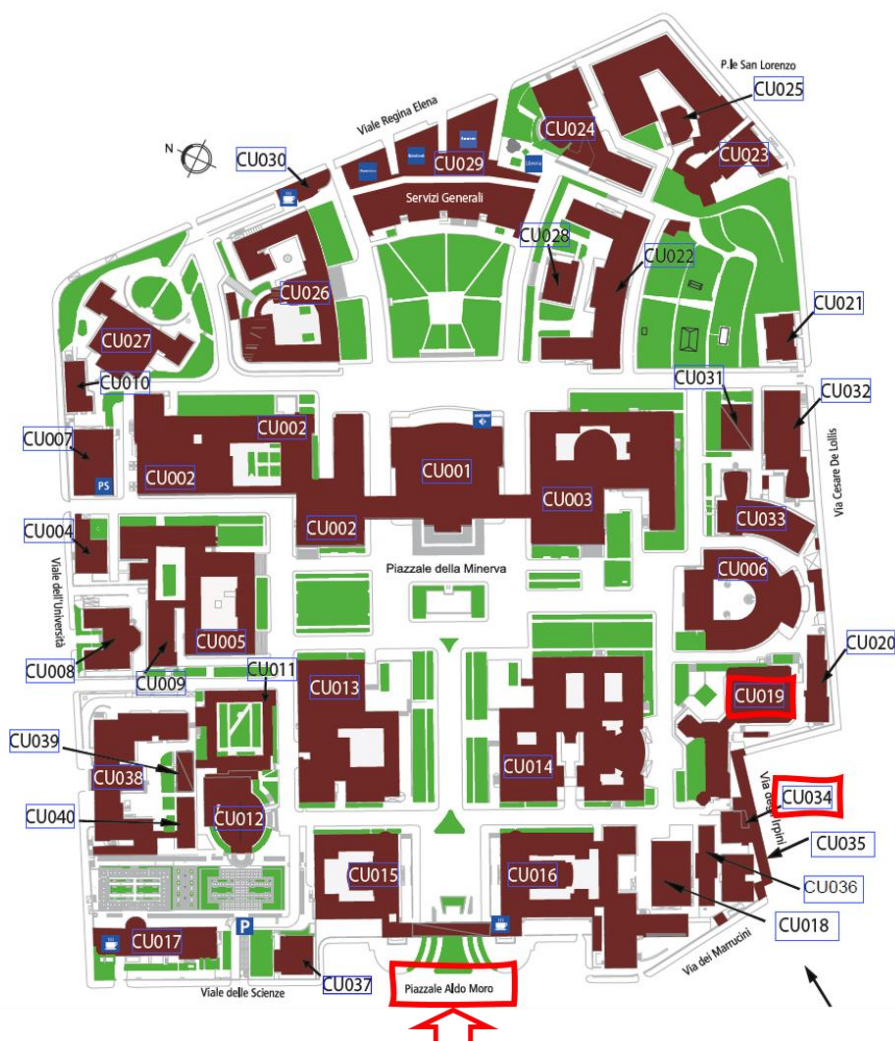 P.le San Lorenzo
CU025
Viale Regina Elena
CU024
CU023
N
CU030
CU029
Servizi Generali
CU028
CU022
CU026
CU021
CU027
CU010
CU031
CU032
CU002
CU007
CU001
CU002
CU003
PS
CU002
CU033
Via Cesare De Lollis
CU004
Piazzale della Minerva
CU006
Viale dell'Università
CU005
CU008
CU009
CU011
CU020
CU013
CU019
CU039
CU038
CU014
CU034
Via degli Irpini
CU040
CU012
CU035
CU015
CU016
CU036
CU018
P
CU017
Via dei Marrucini
CU037
Viale delle Scienze
Piazzale Aldo Moro